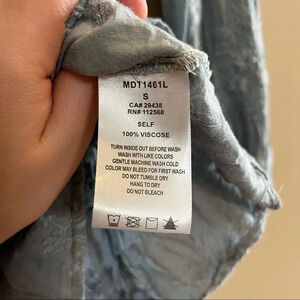 MDT1461L
S
CA# 29438
RN# 112568
SELF
100% VISCOSE
TURN INSIDE OUT BEFORE WASH
WASH WITH LIKE COLORS
GENTLE MACHINE WASH COLD
COLOR MAY BLEED FOR FIRST WASH
DO NOT TUMBLE DRY
HANG TO DRY
DO NOT BLEACH